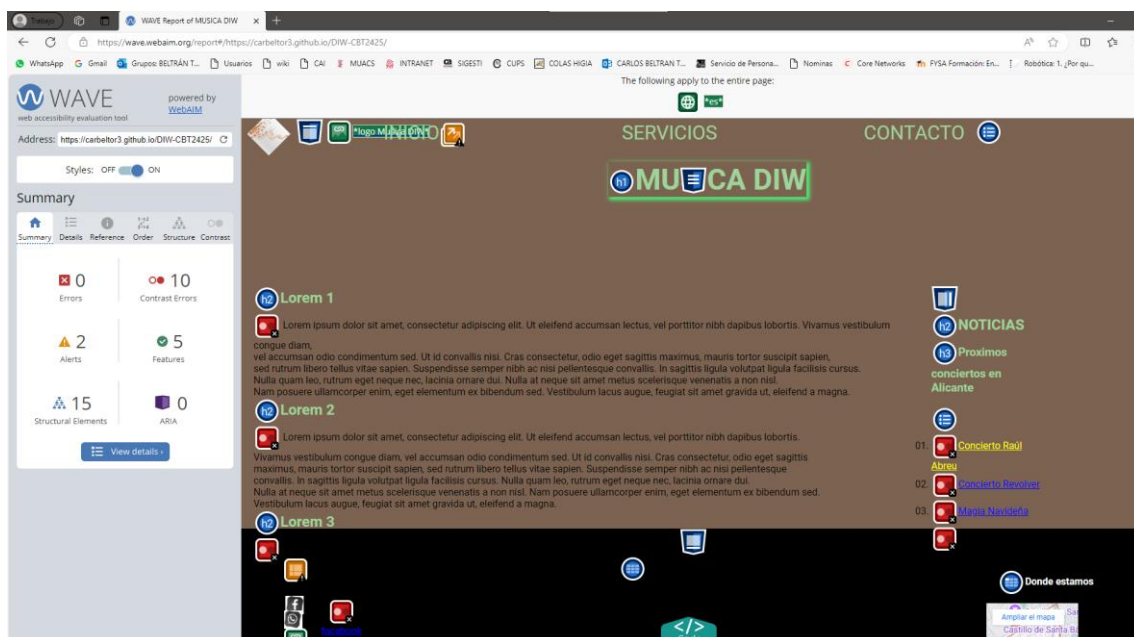 Trabajo
WAVE Report of MUSICA DIW
https://wave.webaim.org/report#/https://carbeltor3.github.io/DIW-CBT2425/
WhatsApp
Gmail
Grupos: BELTRÁN T...
Usuarios
wiki
CAI
MUACS
INTRANET
SIGESTI
CUPS
COLAS HIGIA
CARLOS BELTRAN T...
Servicio de Persona...
Nominas
Core Networks
FYSA Formación: En...
Robótica: 1. ¿Por qu...
WAVE
web accessibility evaluation tool
powered by
WebAIM
Address: https://carbeltor3.github.io/DIW-CBT2425/
Styles: OFF ON
Summary
Summary Details Reference Order Structure Contrast
0
Errors
10
Contrast Errors
2
Alerts
5
Features
15
Structural Elements
0
ARIA
View details ›
The following apply to the entire page:
*es*
INICIO
SERVICIOS
CONTACTO
h1 MUSICA DIW
h2 Lorem 1
Lorem ipsum dolor sit amet, consectetur adipiscing elit. Ut eleifend accumsan lectus, vel porttitor nibh dapibus lobortis. Vivamus vestibulum
congue diam,
vel accumsan odio condimentum sed. Ut id convallis nisi. Cras consectetur, odio eget sagittis maximus, mauris tortor suscipit sapien,
sed rutrum libero tellus vitae sapien. Suspendisse semper nibh ac nisi pellentesque convallis. In sagittis ligula volutpat ligula facilisis cursus.
Nulla quam leo, rutrum eget neque nec, lacinia ornare dui. Nulla at neque sit amet metus scelerisque venenatis a non nisl.
Nam posuere ullamcorper enim, eget elementum ex bibendum sed. Vestibulum lacus augue, feugiat sit amet gravida ut, eleifend a magna.
h2 Lorem 2
Lorem ipsum dolor sit amet, consectetur adipiscing elit. Ut eleifend accumsan lectus, vel porttitor nibh dapibus lobortis.
Vivamus vestibulum congue diam, vel accumsan odio condimentum sed. Ut id convallis nisi. Cras consectetur, odio eget sagittis
maximus, mauris tortor suscipit sapien, sed rutrum libero tellus vitae sapien. Suspendisse semper nibh ac nisi pellentesque
convallis. In sagittis ligula volutpat ligula facilisis cursus. Nulla quam leo, rutrum eget neque nec, lacinia ornare dui.
Nulla at neque sit amet metus scelerisque venenatis a non nisl. Nam posuere ullamcorper enim, eget elementum ex bibendum sed.
Vestibulum lacus augue, feugiat sit amet gravida ut, eleifend a magna.
h2 Lorem 3
h2 NOTICIAS
h3 Proximos
conciertos en
Alicante
01. Concierto Raúl
Abreu
02. Concierto Revolver
03. Magia Navideña
Donde estamos
Ampliar el mapa
Castillo de Santa Bá
</>